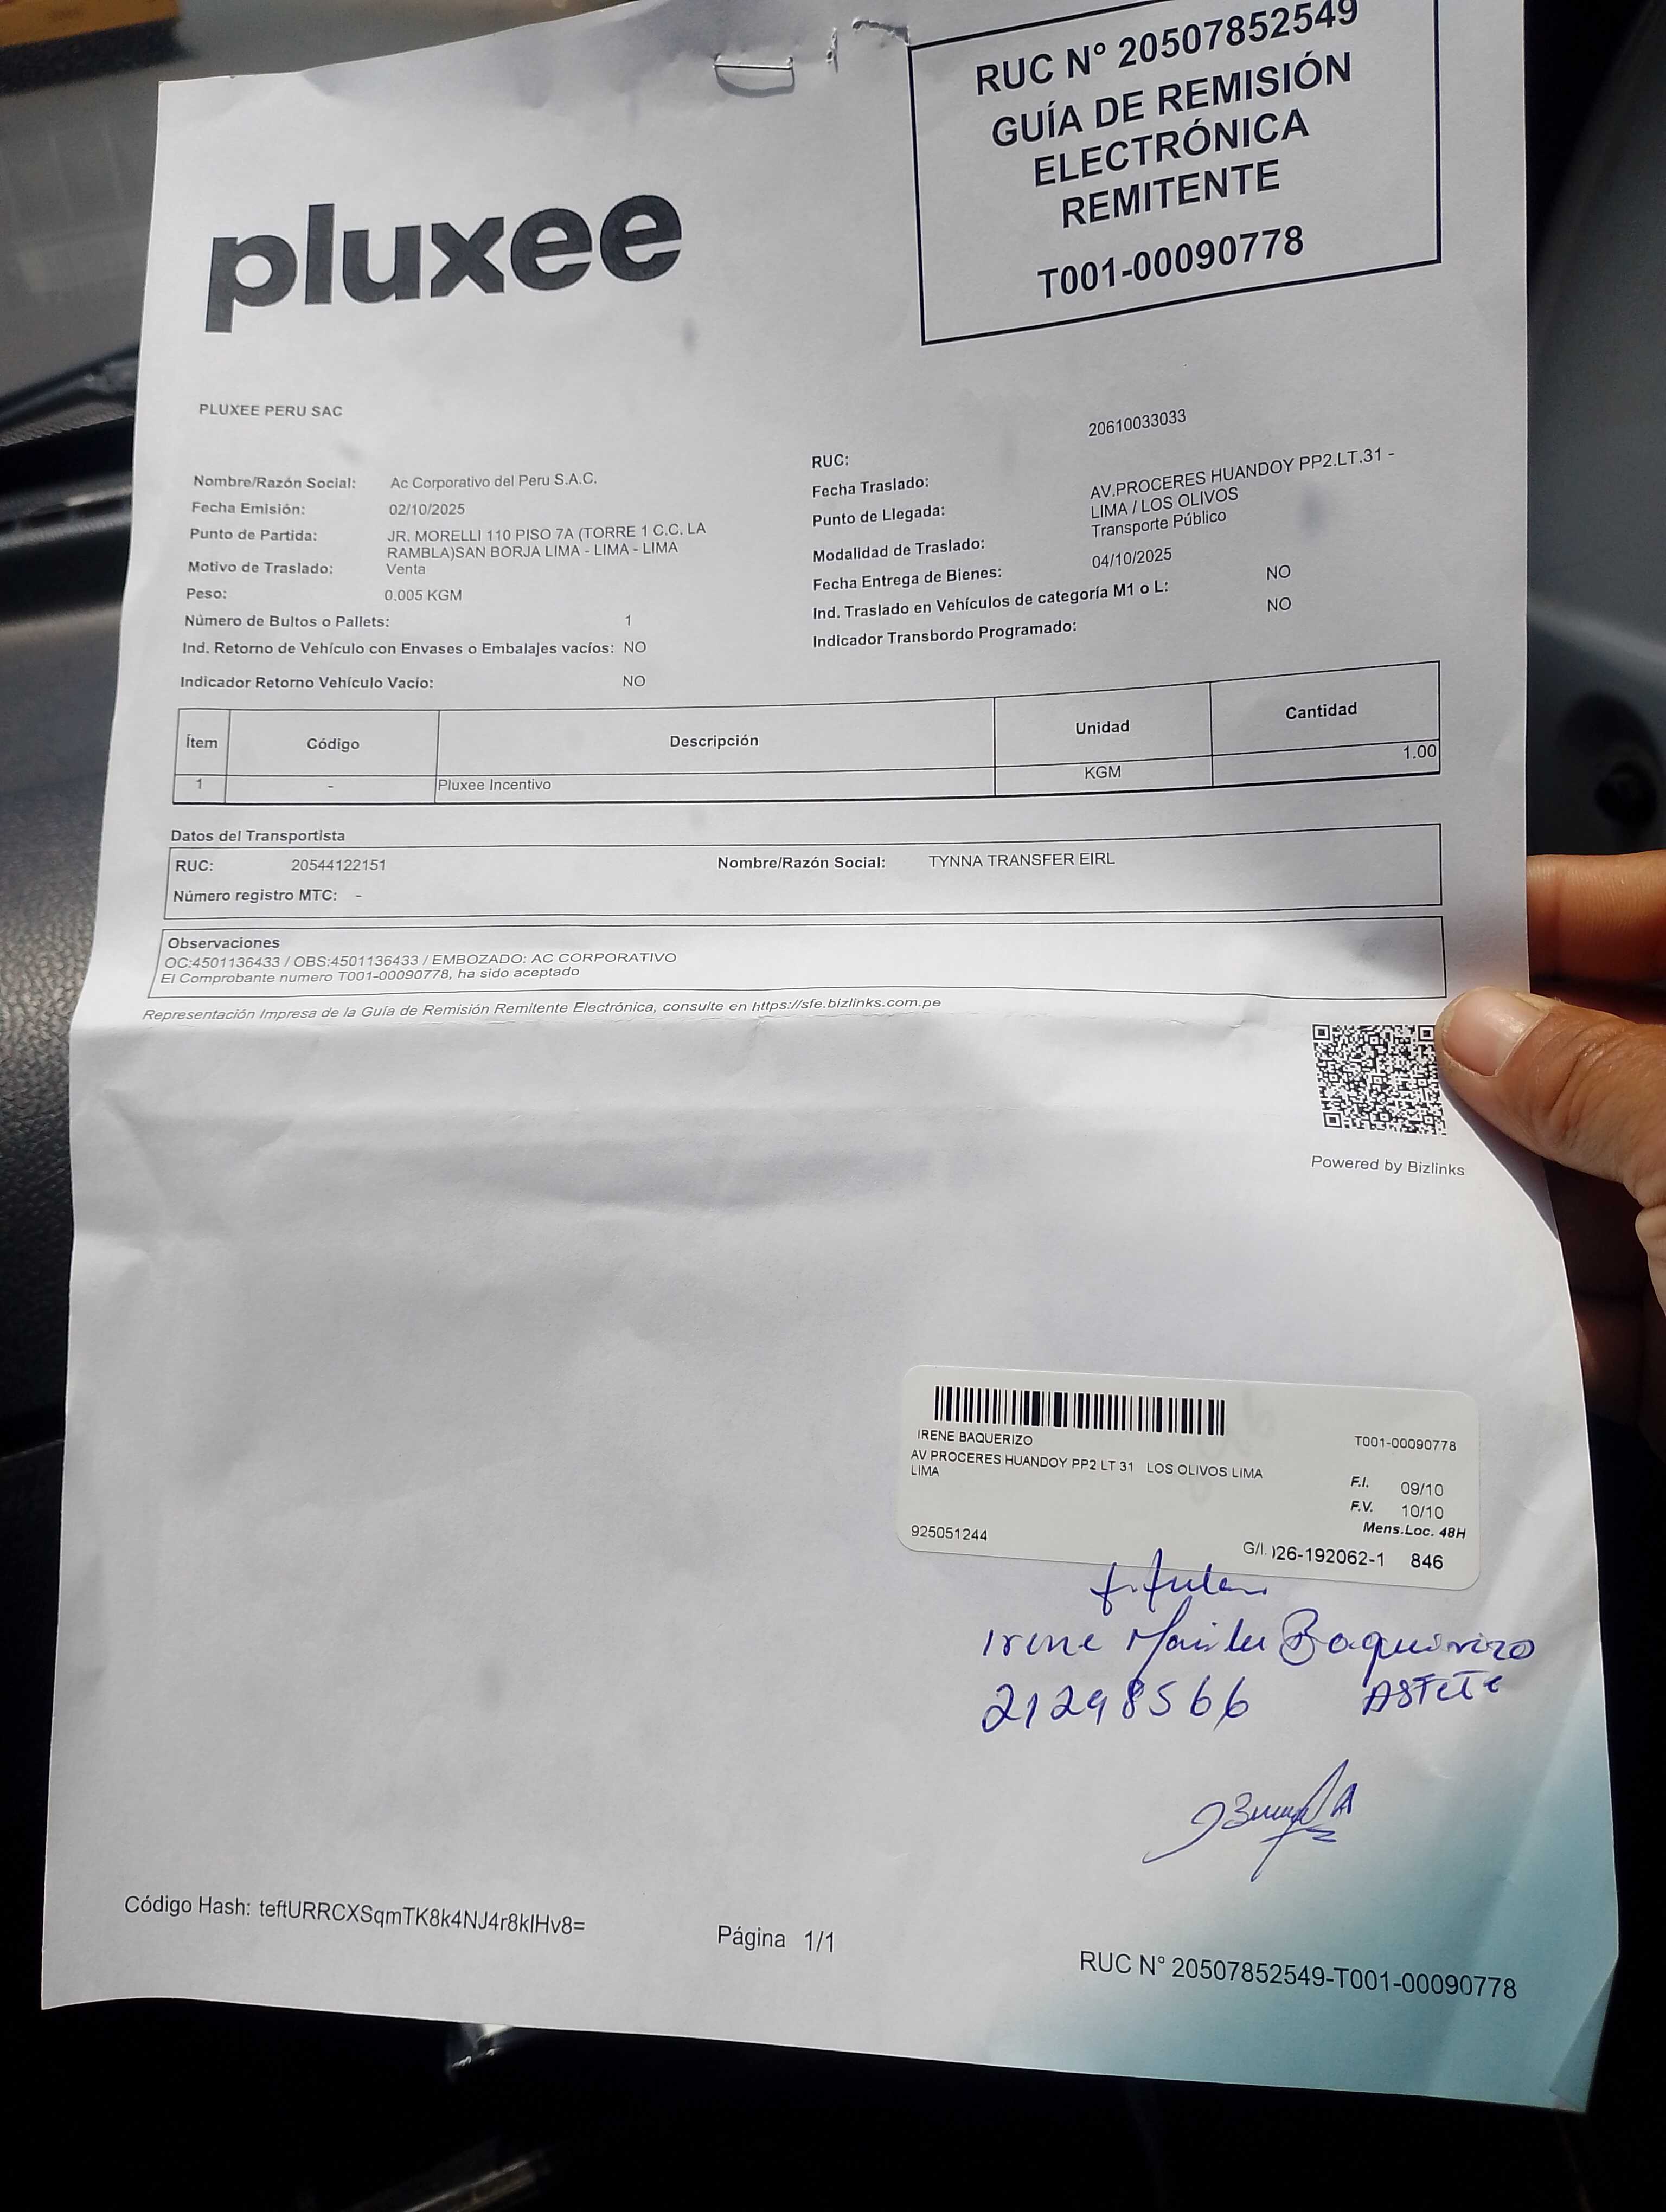 RUC N° 20507852549
GUÍA DE REMISIÓN
ELECTRÓNICA
REMITENTE
T001-00090778
pluxee
PLUXEE PERU SAC
Nombre/Razón Social: Ac Corporativo del Peru S.A.C.
Fecha Emisión: 02/10/2025
Punto de Partida: JR. MORELLI 110 PISO 7A (TORRE 1 C.C. LA
RAMBLA)SAN BORJA LIMA - LIMA - LIMA
Motivo de Traslado: Venta
Peso: 0.005 KGM
Número de Bultos o Pallets: 1
Ind. Retorno de Vehículo con Envases o Embalajes vacíos: NO
Indicador Retorno Vehículo Vacío: NO
RUC: 20610033033
Fecha Traslado:
Punto de Llegada: AV.PROCERES HUANDOY PP2.LT.31 -
LIMA / LOS OLIVOS
Modalidad de Traslado: Transporte Público
Fecha Entrega de Bienes: 04/10/2025
Ind. Traslado en Vehículos de categoría M1 o L: NO
Indicador Transbordo Programado: NO
Ítem Código Descripción Unidad Cantidad
1 - Pluxee Incentivo KGM 1.00
Datos del Transportista
RUC: 20544122151 Nombre/Razón Social: TYNNA TRANSFER EIRL
Número registro MTC: -
Observaciones
OC:4501136433 / OBS:4501136433 / EMBOZADO: AC CORPORATIVO
El Comprobante numero T001-00090778, ha sido aceptado
Representación Impresa de la Guía de Remisión Remitente Electrónica, consulte en https://sfe.bizlinks.com.pe
Powered by Bizlinks
IRENE BAQUERIZO T001-00090778
AV PROCERES HUANDOY PP2 LT 31 LOS OLIVOS LIMA
LIMA
F.I. 09/10
F.V. 10/10
Mens.Loc. 48H
925051244
G/I. )26-192062-1 846
Irene Baquerizo
21298566 ASTETE
Código Hash: teftURRCXSqmTK8k4NJ4r8klHv8=
Página 1/1
RUC N° 20507852549-T001-00090778